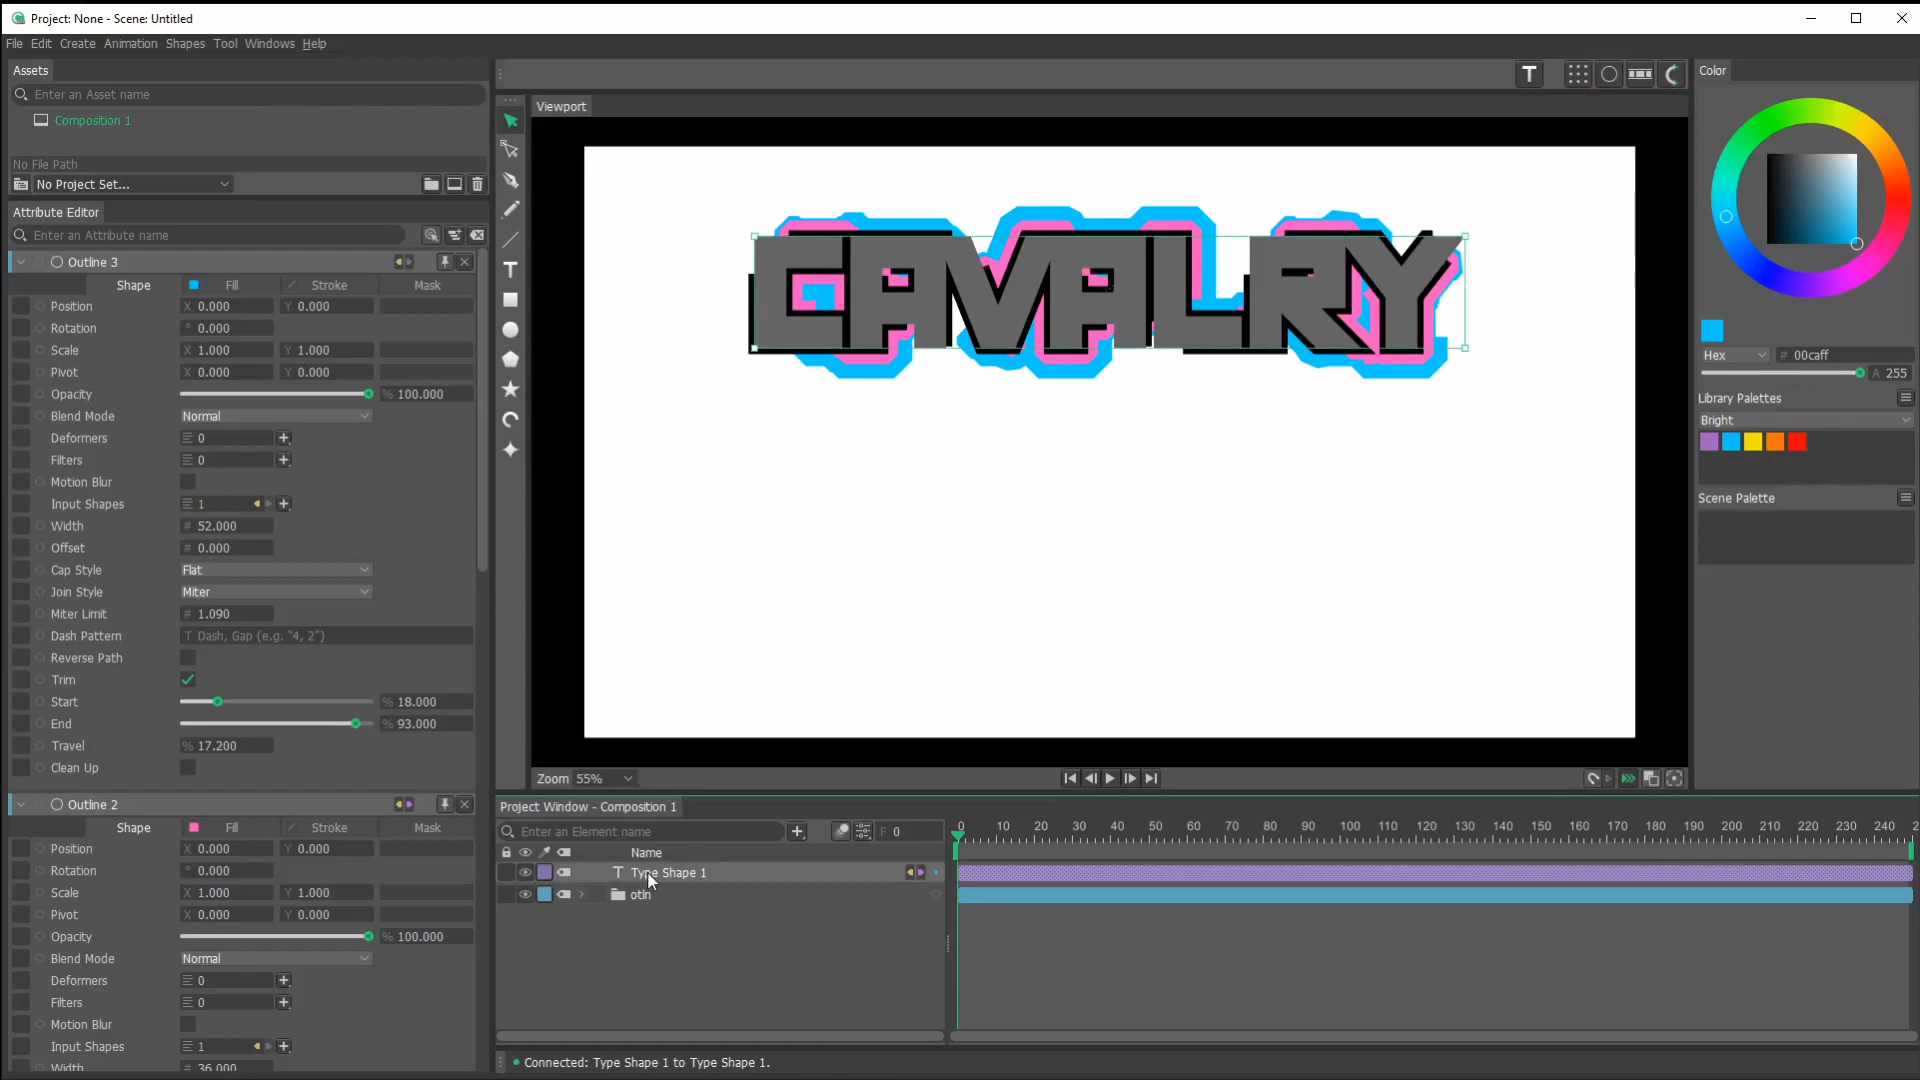 Project: None - Scene: Untitled
File Edit Create Animation Shapes Tool Windows Help
Assets
Enter an Asset name
Composition 1
No File Path
No Project Set...
Attribute Editor
Enter an Attribute name
Outline 3
Shape Fill Stroke Mask
Position X 0.000 Y 0.000
Rotation ° 0.000
Scale X 1.000 Y 1.000
Pivot X 0.000 Y 0.000
Opacity % 100.000
Blend Mode Normal
Deformers 0
Filters 0
Motion Blur
Input Shapes 1
Width # 52.000
Offset # 0.000
Cap Style Flat
Join Style Miter
Miter Limit # 1.090
Dash Pattern T Dash, Gap (e.g. "4, 2")
Reverse Path
Trim
Start % 18.000
End % 93.000
Travel % 17.200
Clean Up
Outline 2
Shape Fill Stroke Mask
Position X 0.000 Y 0.000
Rotation ° 0.000
Scale X 1.000 Y 1.000
Pivot X 0.000 Y 0.000
Opacity % 100.000
Blend Mode Normal
Deformers 0
Filters 0
Motion Blur
Input Shapes 1
Width # 36.000
Viewport
CAVALRY
Zoom 55%
Project Window - Composition 1
Enter an Element name F 0
Name
T Type Shape 1
otln
0 10 20 30 40 50 60 70 80 90 100 110 120 130 140 150 160 170 180 190 200 210 220 230 240 2
Connected: Type Shape 1 to Type Shape 1.
Color
Hex # 00caff
A 255
Library Palettes
Bright
Scene Palette